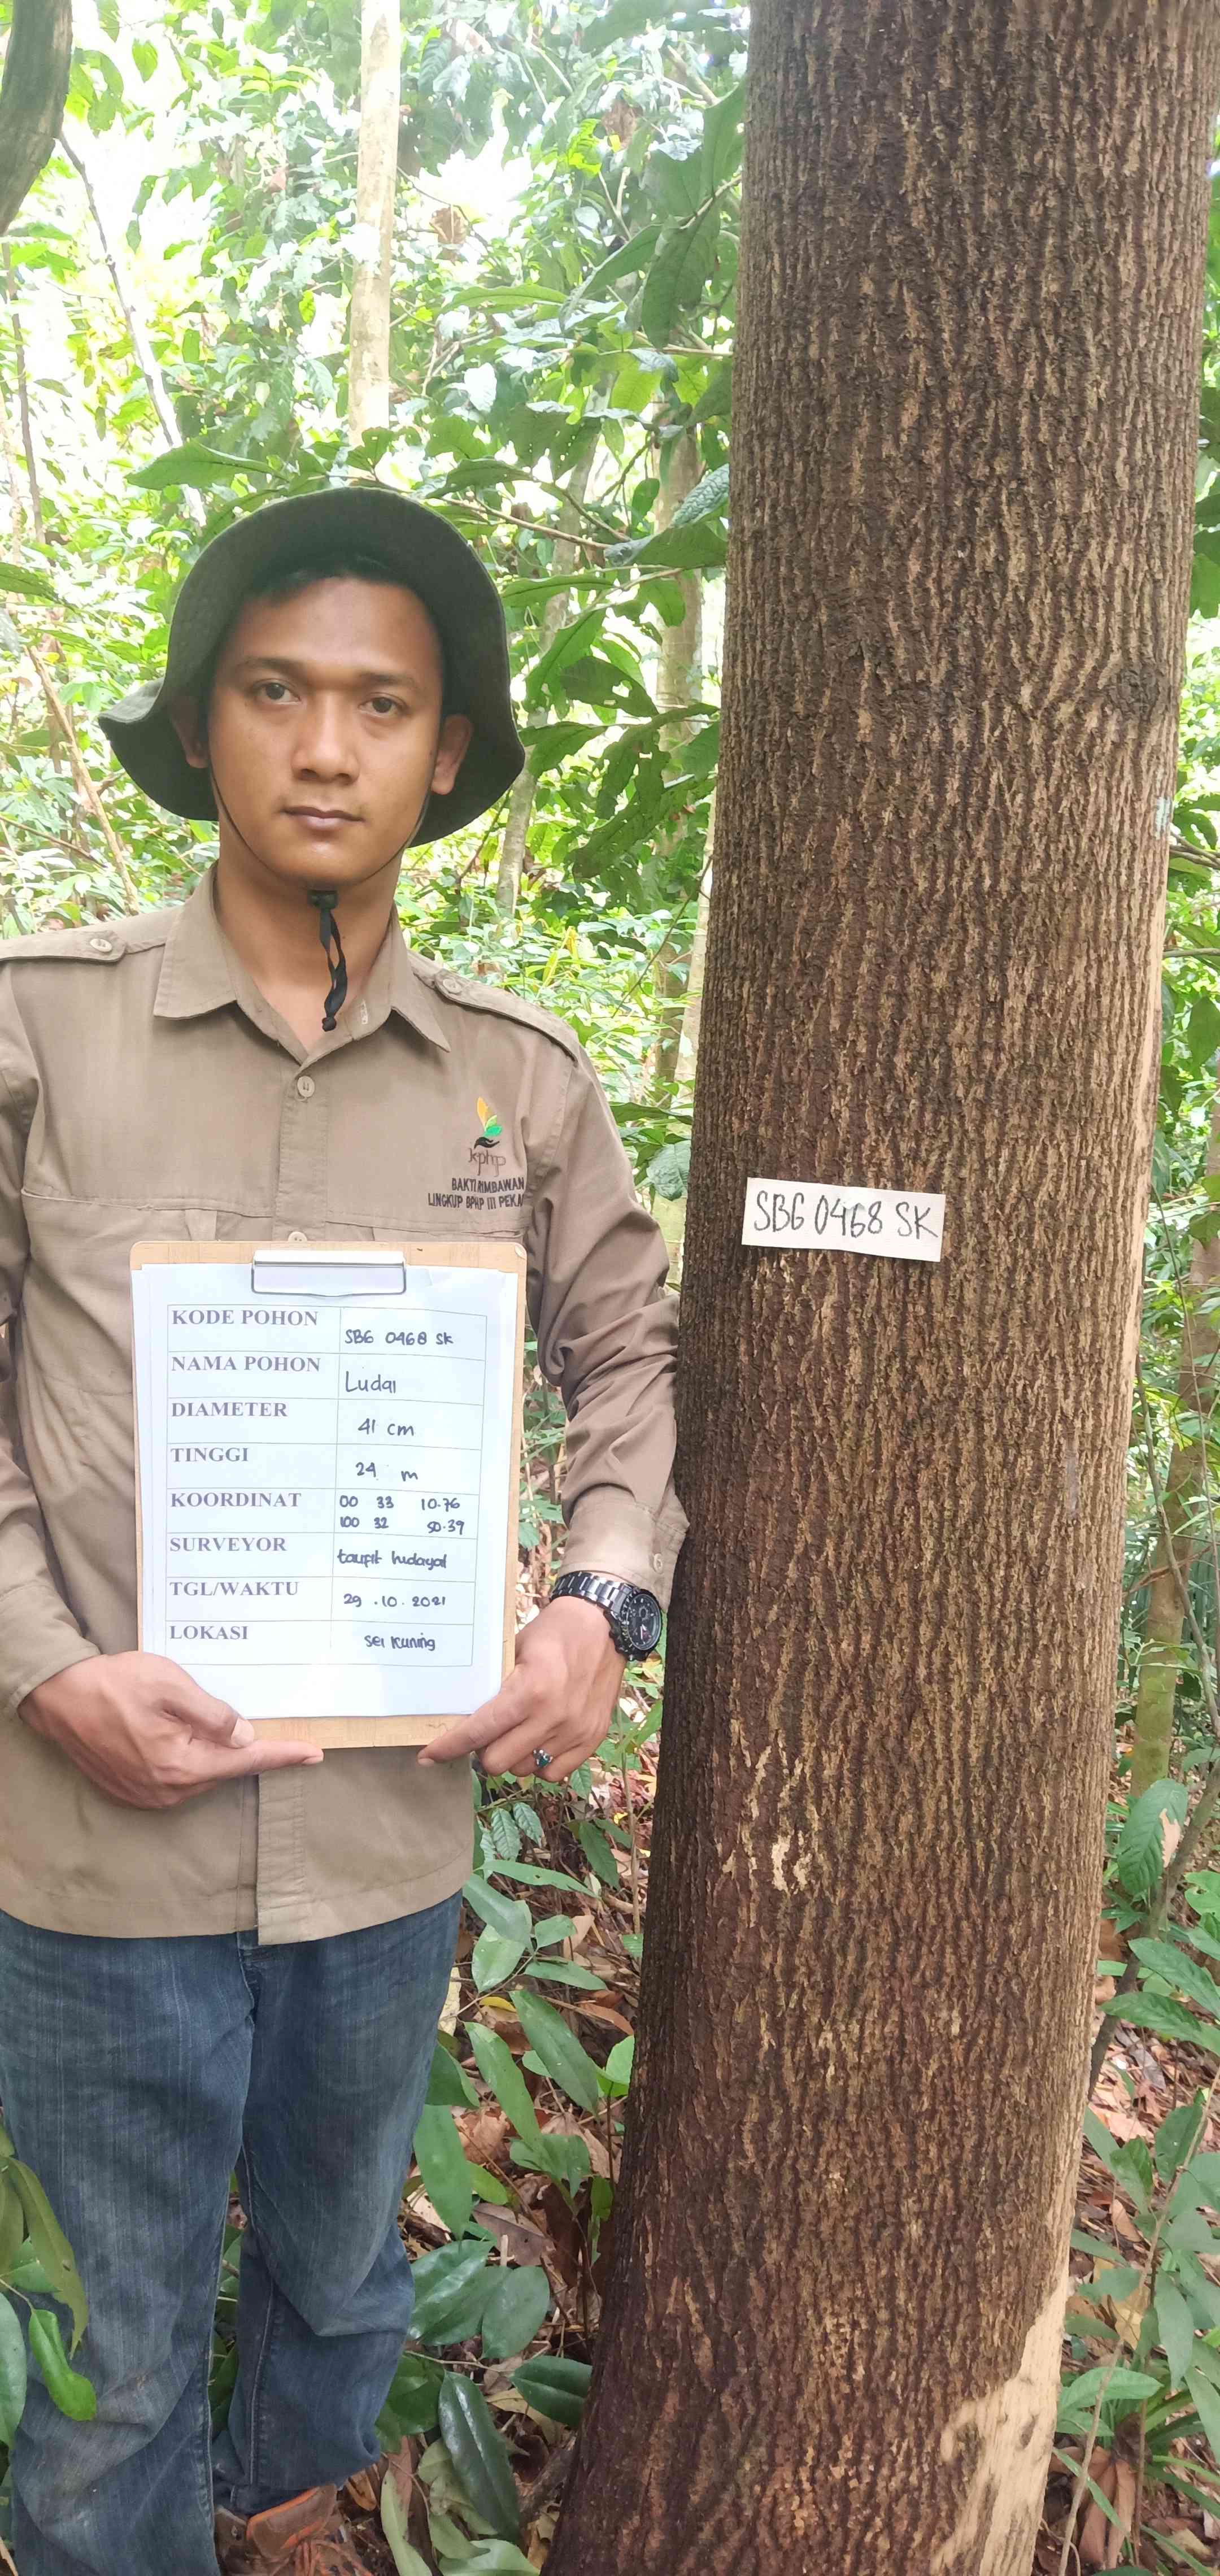 kphp
BAKTI RIMBAWAN
LINGKUP BPHP III PEKA
SBG 0468 SK
KODE POHON SBG 0468 SK
NAMA POHON Ludai
DIAMETER 41 cm
TINGGI 24 m
KOORDINAT 00 33 10.76
100 32 50.39
SURVEYOR taufik hidayat
TGL/WAKTU 29.10.2021
LOKASI sei kuning